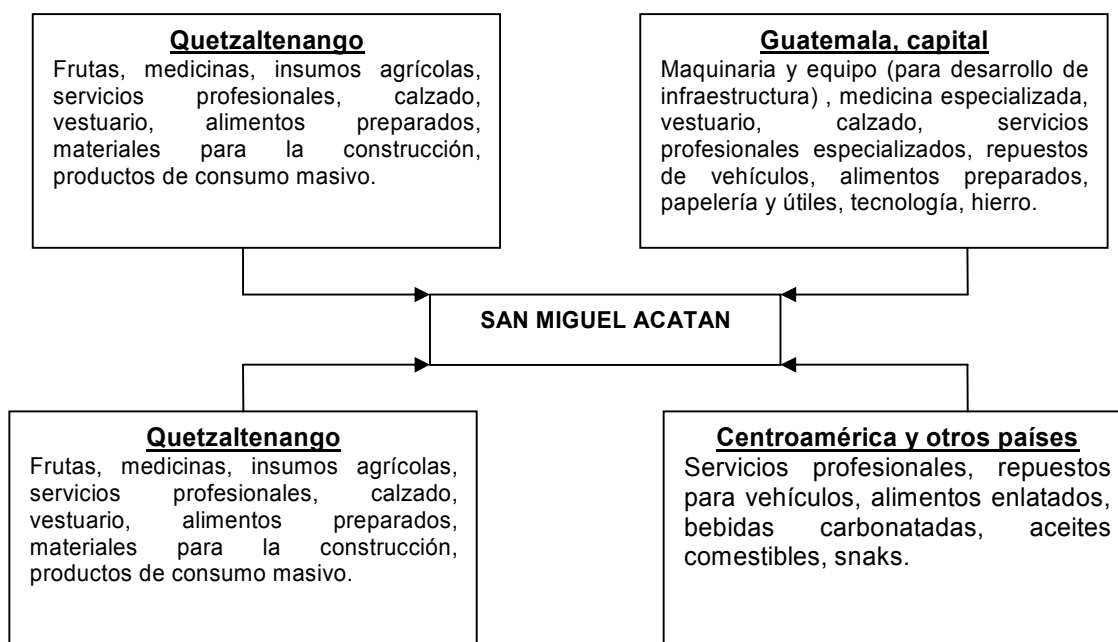 Quetzaltenango
Frutas, medicinas, insumos agrícolas,
servicios profesionales, calzado,
vestuario, alimentos preparados,
materiales para la construcción,
productos de consumo masivo.
Guatemala, capital
Maquinaria y equipo (para desarrollo de
infraestructura) , medicina especializada,
vestuario, calzado, servicios
profesionales especializados, repuestos
de vehículos, alimentos preparados,
papelería y útiles, tecnología, hierro.
SAN MIGUEL ACATAN
Quetzaltenango
Frutas, medicinas, insumos agrícolas,
servicios profesionales, calzado,
vestuario, alimentos preparados,
materiales para la construcción,
productos de consumo masivo.
Centroamérica y otros países
Servicios profesionales, repuestos
para vehículos, alimentos enlatados,
bebidas carbonatadas, aceites
comestibles, snaks.